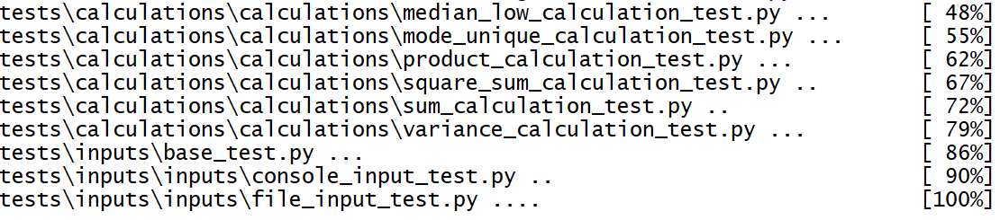 tests\calculations\calculations\median_low_calculation_test.py ... [ 48%]
tests\calculations\calculations\mode_unique_calculation_test.py ... [ 55%]
tests\calculations\calculations\product_calculation_test.py ... [ 62%]
tests\calculations\calculations\square_sum_calculation_test.py .. [ 67%]
tests\calculations\calculations\sum_calculation_test.py .. [ 72%]
tests\calculations\calculations\variance_calculation_test.py ... [ 79%]
tests\inputs\base_test.py ... [ 86%]
tests\inputs\inputs\console_input_test.py .. [ 90%]
tests\inputs\inputs\file_input_test.py .... [100%]